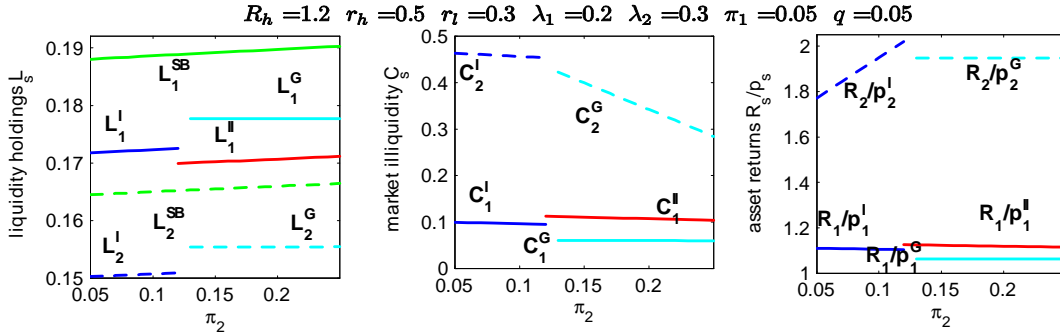 R_h =1.2 r_h =0.5 r_l =0.3 λ_1 =0.2 λ_2 =0.3 π_1 =0.05 q =0.05
liquidity holdings L_s
0.19
0.18
0.17
0.16
0.15
0.05 0.1 0.15 0.2
π_2
L_1^SB
L_1^G
L_1^I
L_1^II
L_2^SB
L_2^G
L_2^I
market illiquidity C_s
0.5
0.4
0.3
0.2
0.1
0
0.05 0.1 0.15 0.2
π_2
C_2^I
C_2^G
C_1^I
C_1^II
C_1^G
asset returns R_s/p_s
2
1.8
1.6
1.4
1.2
1
0.05 0.1 0.15 0.2
π_2
R_2/p_2^I
R_2/p_2^G
R_1/p_1^I
R_1/p_1^II
R_1/p_1^G